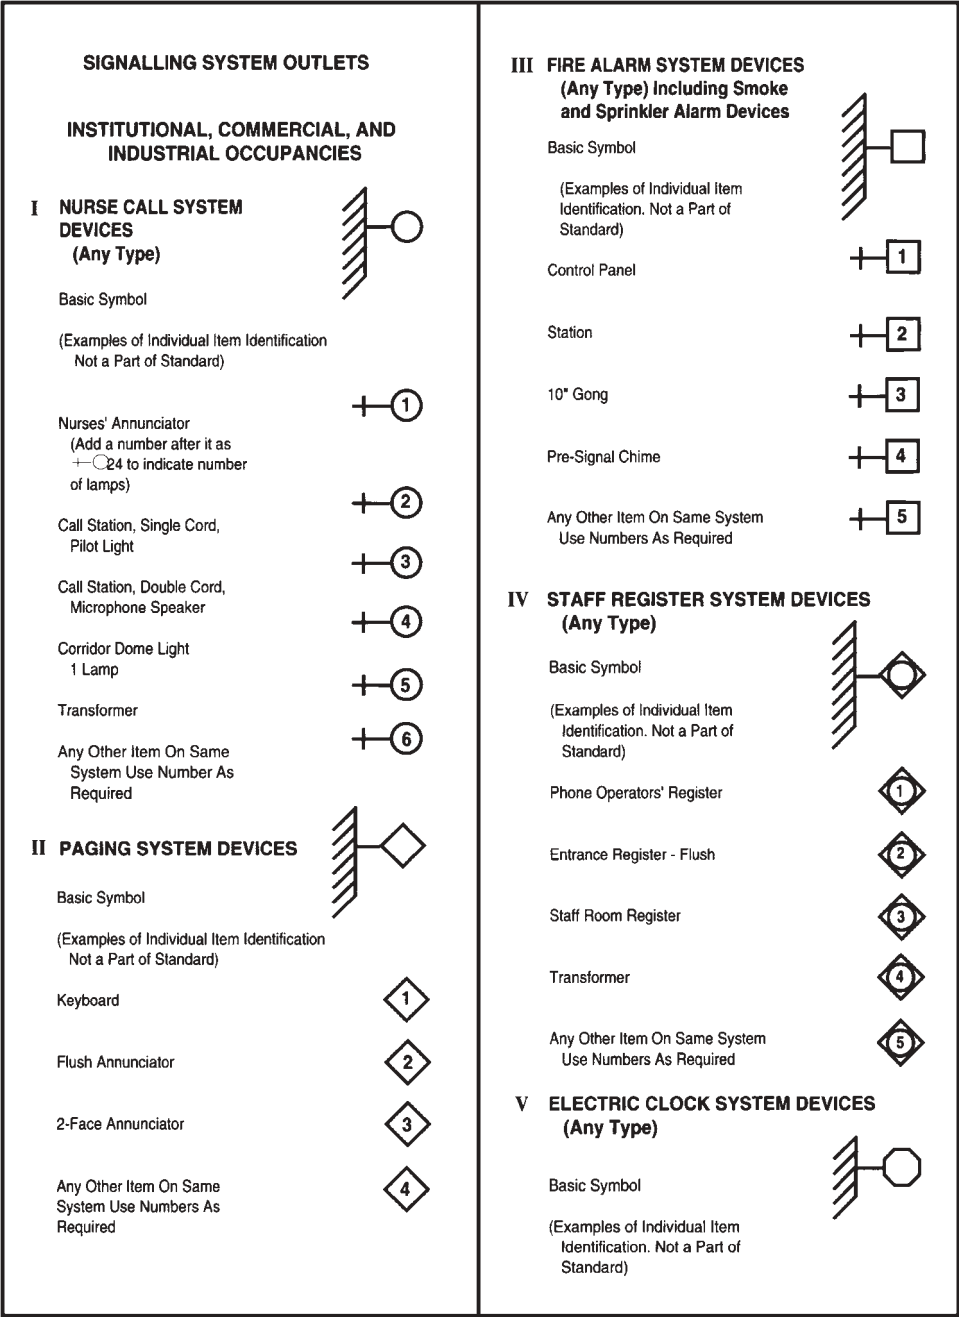 SIGNALLING SYSTEM OUTLETS
INSTITUTIONAL, COMMERCIAL, AND
INDUSTRIAL OCCUPANCIES
I NURSE CALL SYSTEM
DEVICES
(Any Type)
Basic Symbol
(Examples of Individual Item Identification
Not a Part of Standard)
1
Nurses' Annunciator
(Add a number after it as
24 to indicate number
of lamps)
2
Call Station, Single Cord,
Pilot Light
3
Call Station, Double Cord,
Microphone Speaker
4
Corridor Dome Light
1 Lamp
5
Transformer
6
Any Other Item On Same
System Use Number As
Required
II PAGING SYSTEM DEVICES
Basic Symbol
(Examples of Individual Item Identification
Not a Part of Standard)
Keyboard 1
Flush Annunciator 2
2-Face Annunciator 3
Any Other Item On Same 4
System Use Numbers As
Required
III FIRE ALARM SYSTEM DEVICES
(Any Type) Including Smoke
and Sprinkler Alarm Devices
Basic Symbol
(Examples of Individual Item
Identification. Not a Part of
Standard)
Control Panel 1
Station 2
10" Gong 3
Pre-Signal Chime 4
Any Other Item On Same System 5
Use Numbers As Required
IV STAFF REGISTER SYSTEM DEVICES
(Any Type)
Basic Symbol
(Examples of Individual Item
Identification. Not a Part of
Standard)
Phone Operators' Register 1
Entrance Register - Flush 2
Staff Room Register 3
Transformer 4
Any Other Item On Same System 5
Use Numbers As Required
V ELECTRIC CLOCK SYSTEM DEVICES
(Any Type)
Basic Symbol
(Examples of Individual Item
Identification. Not a Part of
Standard)